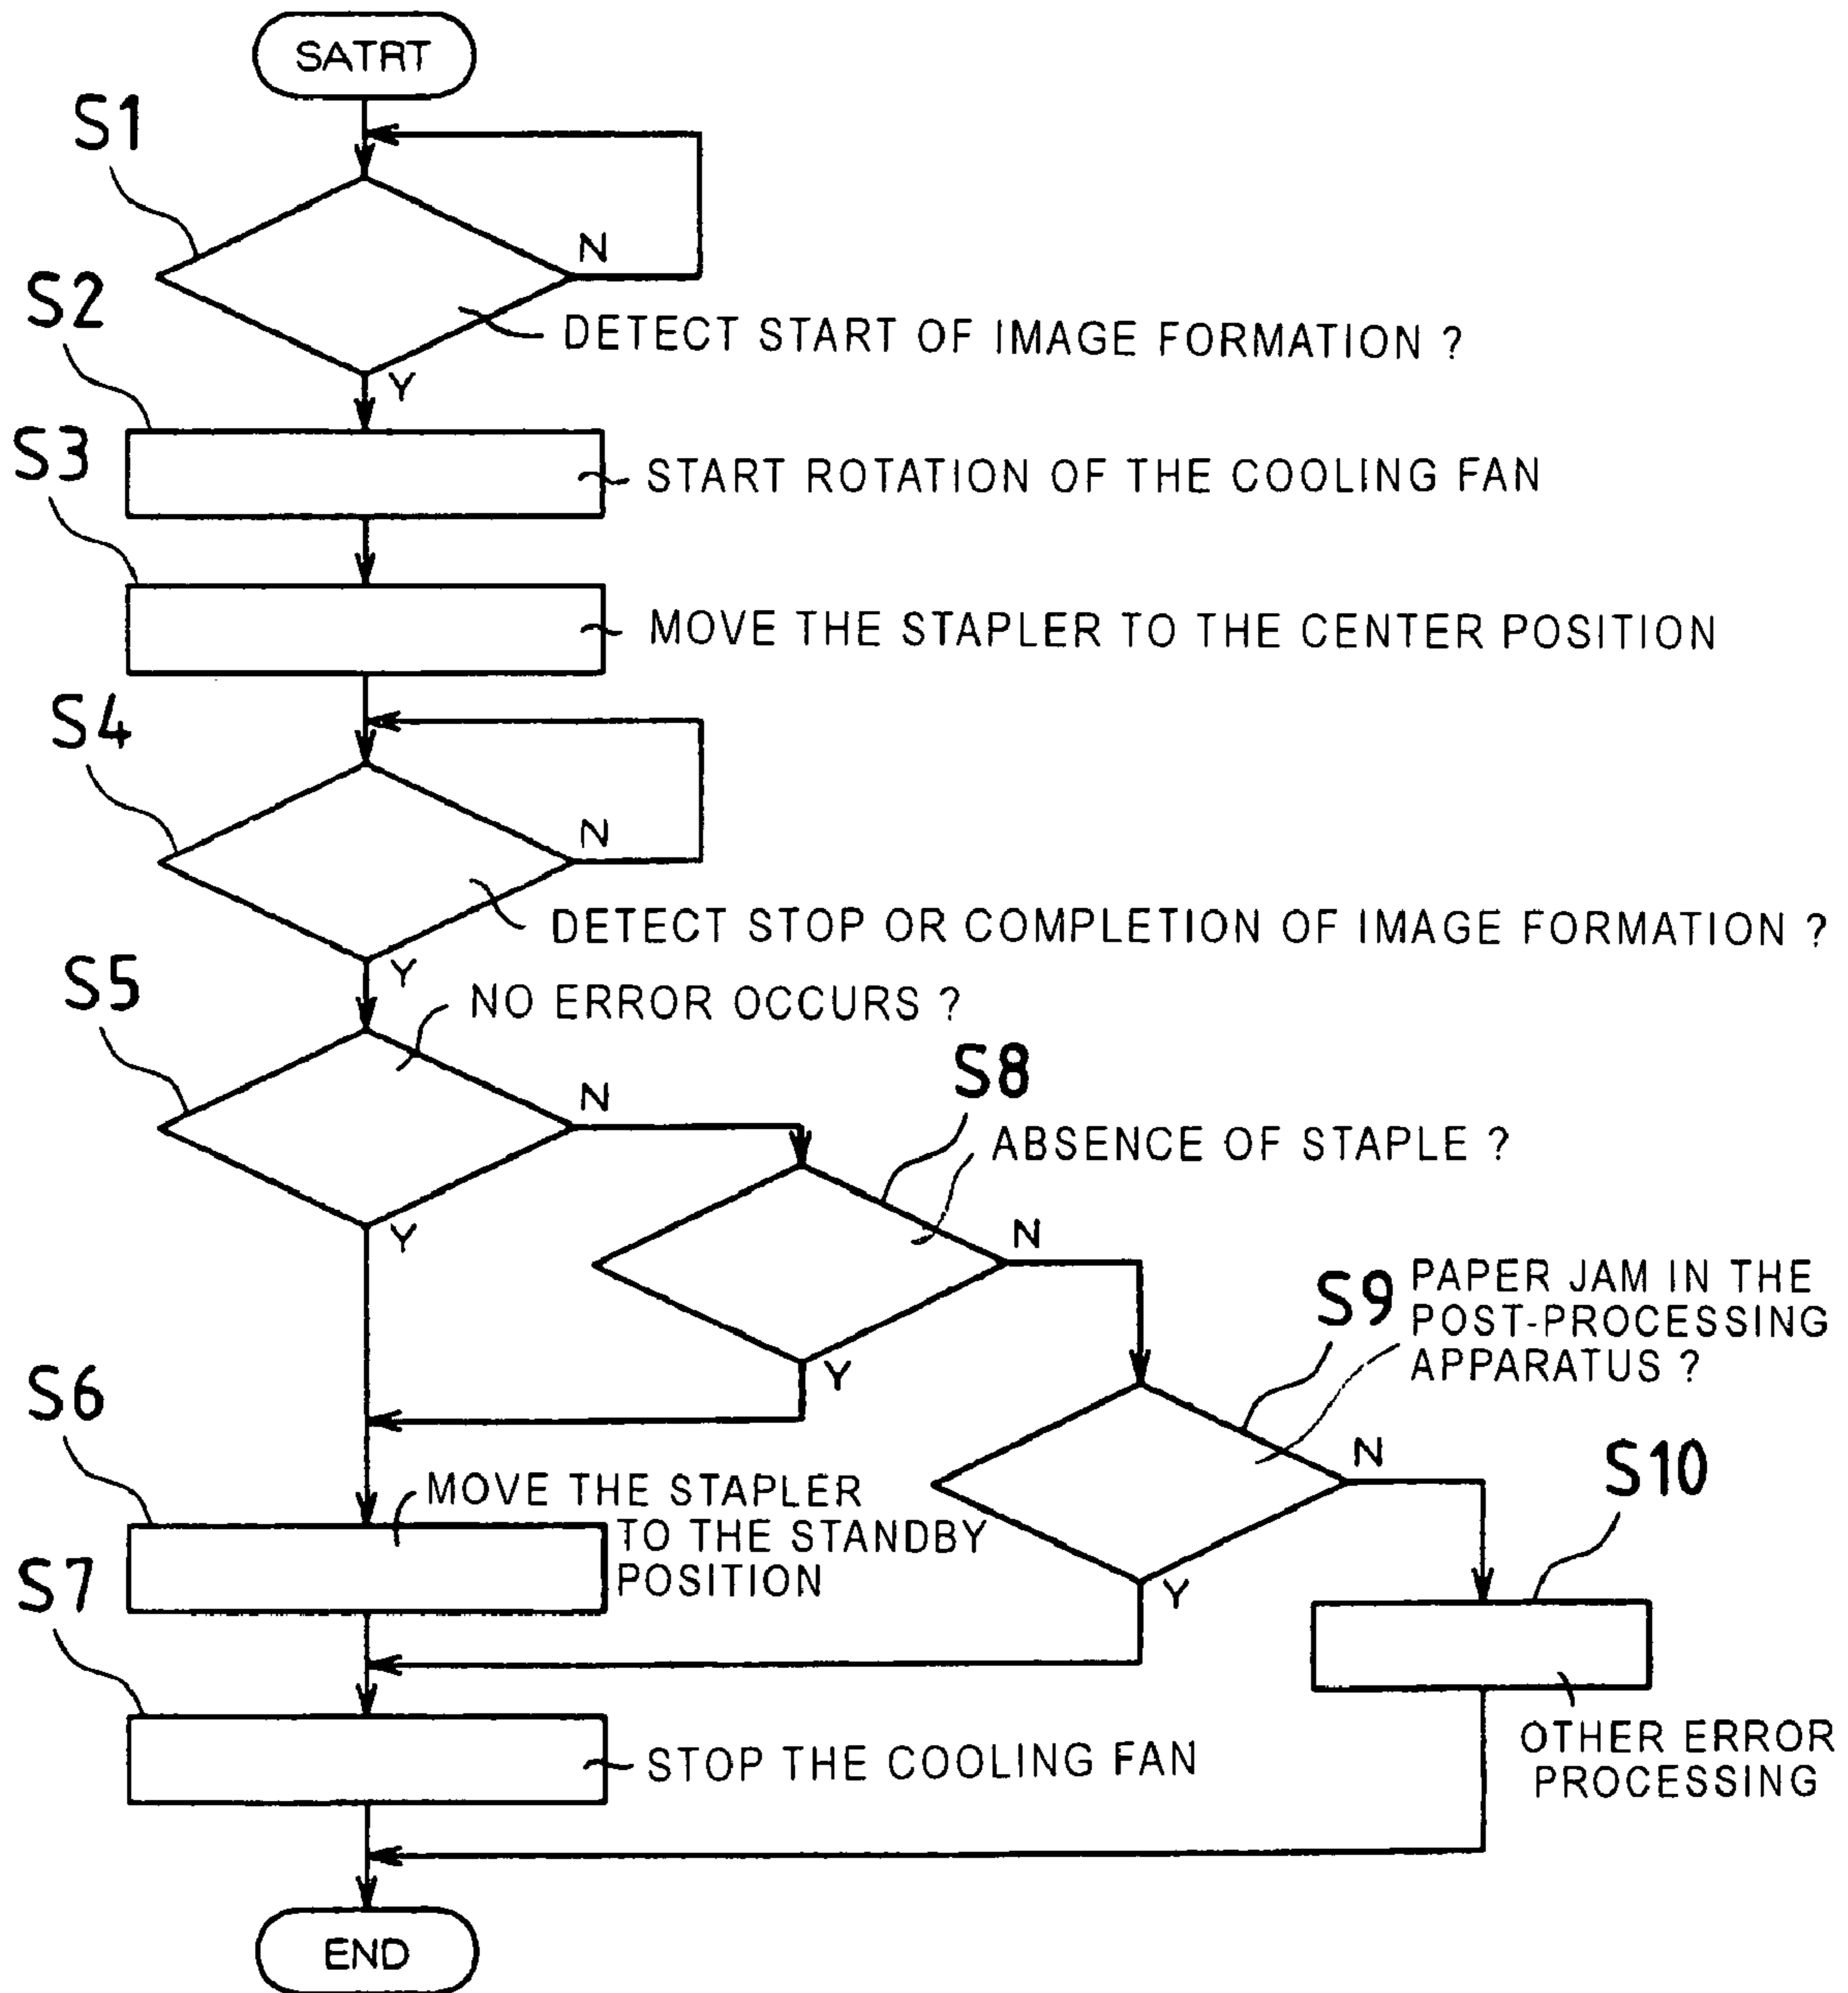 SATRT
S1
N
DETECT START OF IMAGE FORMATION ?
Y
S2
START ROTATION OF THE COOLING FAN
S3
MOVE THE STAPLER TO THE CENTER POSITION
S4
N
DETECT STOP OR COMPLETION OF IMAGE FORMATION ?
Y
S5
NO ERROR OCCURS ?
N
Y
S8
ABSENCE OF STAPLE ?
N
Y
S9
PAPER JAM IN THE
POST-PROCESSING
APPARATUS ?
N
Y
S6
MOVE THE STAPLER
TO THE STANDBY
POSITION
S10
OTHER ERROR
PROCESSING
S7
STOP THE COOLING FAN
END